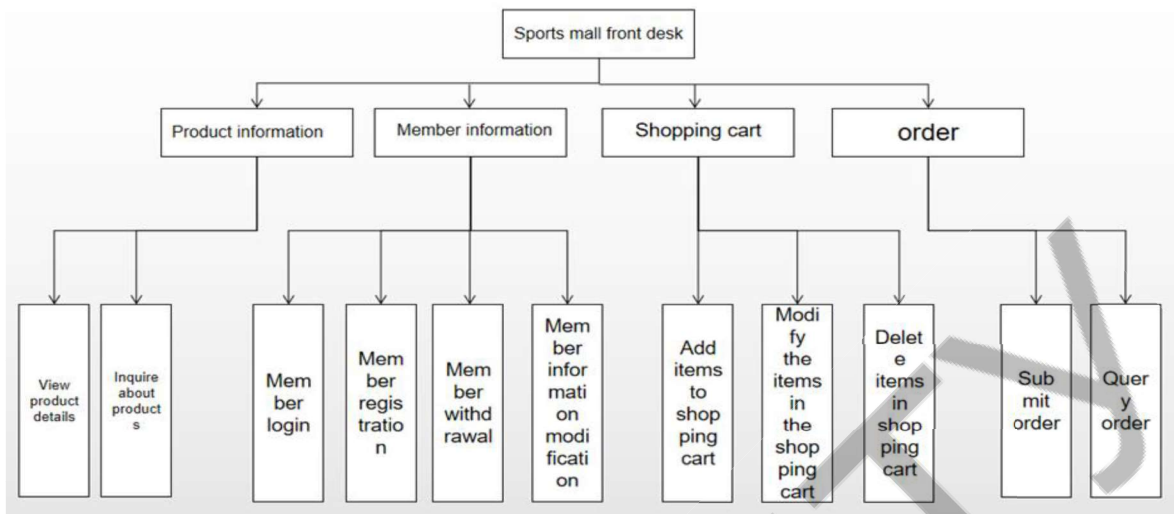 Sports mall front desk
Product information
Member information
Shopping cart
order
View
product
details
Inquire
about
product
s
Mem
ber
login
Mem
ber
regis
tratio
n
Mem
ber
withd
rawal
Mem
ber
infor
mati
on
modi
ficati
on
Add
items
to
shop
ping
cart
Modi
fy
the
items
in
the
shop
ping
cart
Delet
e
items
in
shop
ping
cart
Sub
mit
order
Quer
y
order
Ty